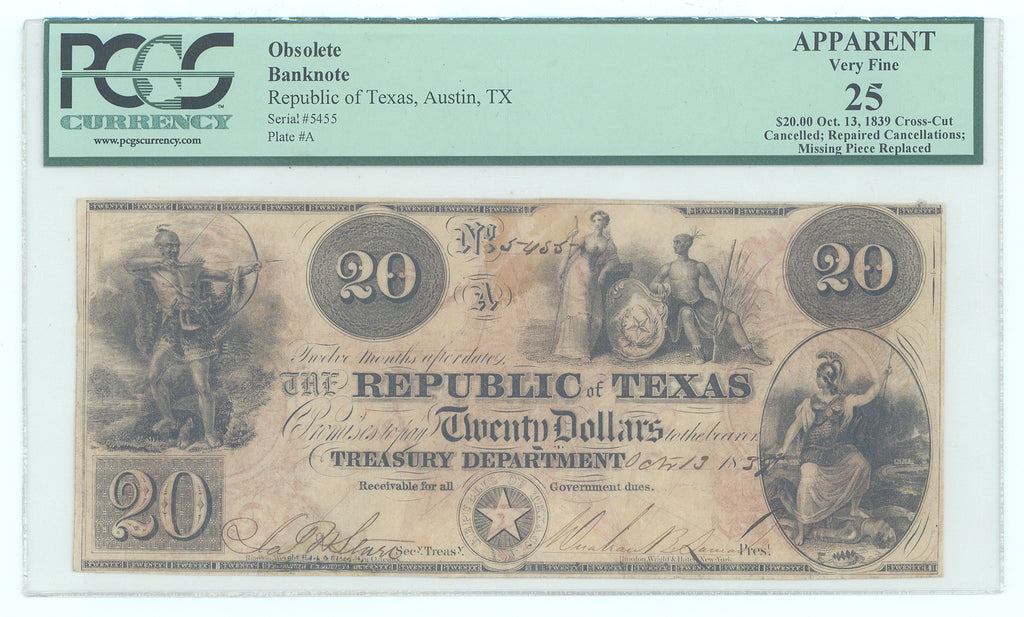 PCGS
CURRENCY
www.pcgscurrency.com
Obsolete
Banknote
Republic of Texas, Austin, TX
Serial #5455
Plate #A
APPARENT
Very Fine
25
$20.00 Oct. 13, 1839 Cross-Cut
Cancelled; Repaired Cancellations;
Missing Piece Replaced
20
No 5455
A
20
Twelve months after date,
THE REPUBLIC of TEXAS
Promises to pay Twenty Dollars to the bearer
TREASURY DEPARTMENT Oct 13 1839
Receivable for all Government dues.
20
REPUBLIC OF TEXAS
Secy. Treasy.
Presᵗ.